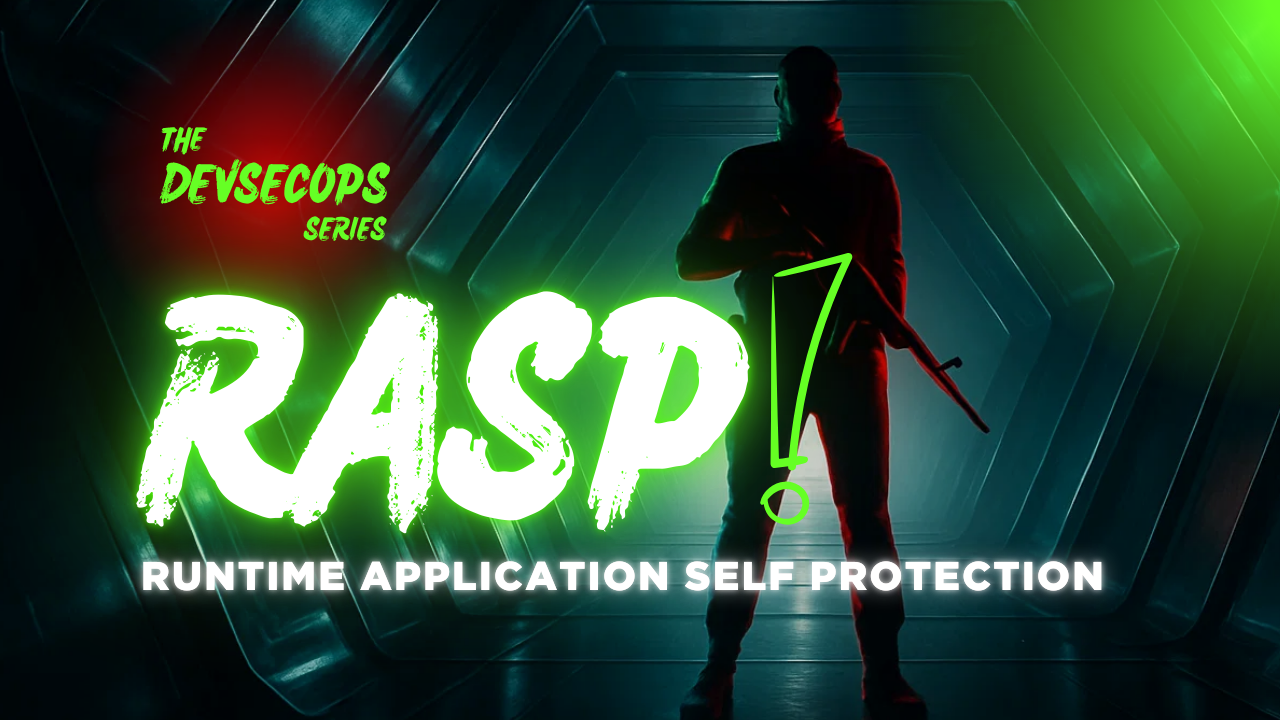 THE
DEVSECOPS
SERIES
RASP!
RUNTIME APPLICATION SELF PROTECTION